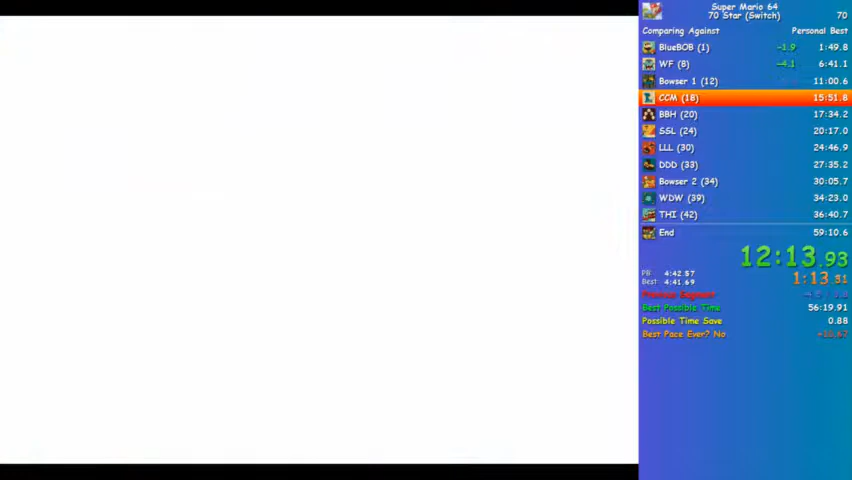 Super Mario 64
70 Star (Switch) 70
Comparing Against Personal Best
BlueBOB (1) -1.9 1:49.8
WF (8) -4.1 6:41.1
Bowser 1 (12) 11:00.6
CCM (18) 15:51.8
BBH (20) 17:34.2
SSL (24) 20:17.0
LLL (30) 24:46.9
DDD (33) 27:35.2
Bowser 2 (34) 30:05.7
WDW (39) 34:23.0
THI (42) 36:40.7
End 59:10.6
12:13.93
PB: 4:42.57
Best: 4:41.69
1:13.31
Previous Segment
Best Possible Time 56:19.91
Possible Time Save 0.88
Best Pace Ever? No